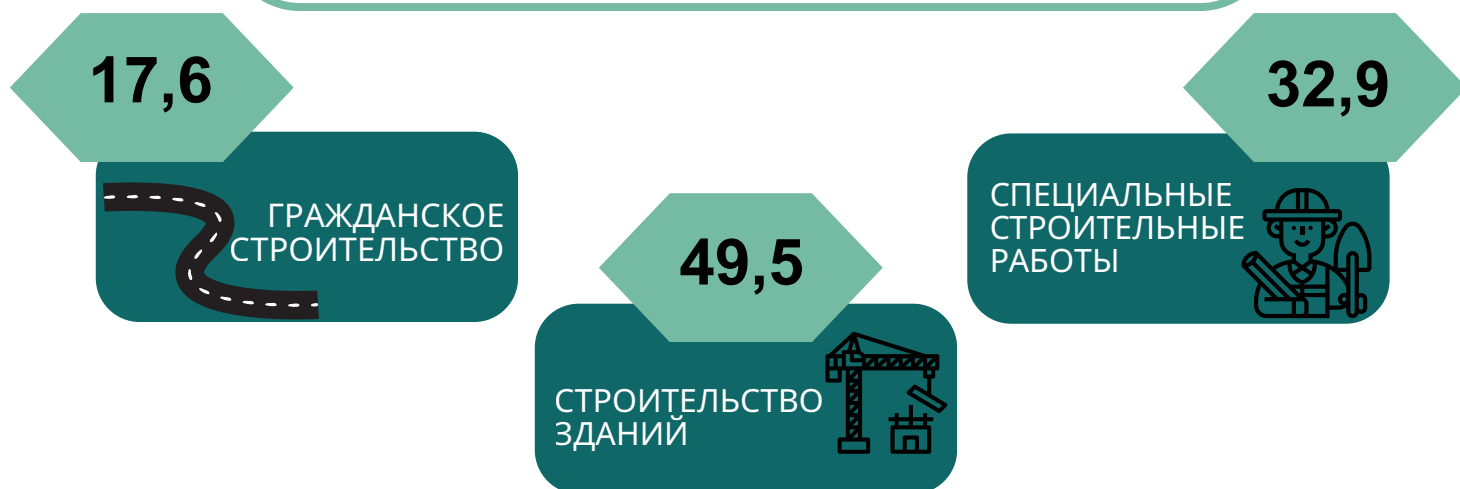 17,6
ГРАЖДАНСКОЕ
СТРОИТЕЛЬСТВО
49,5
СТРОИТЕЛЬСТВО
ЗДАНИЙ
32,9
СПЕЦИАЛЬНЫЕ
СТРОИТЕЛЬНЫЕ
РАБОТЫ